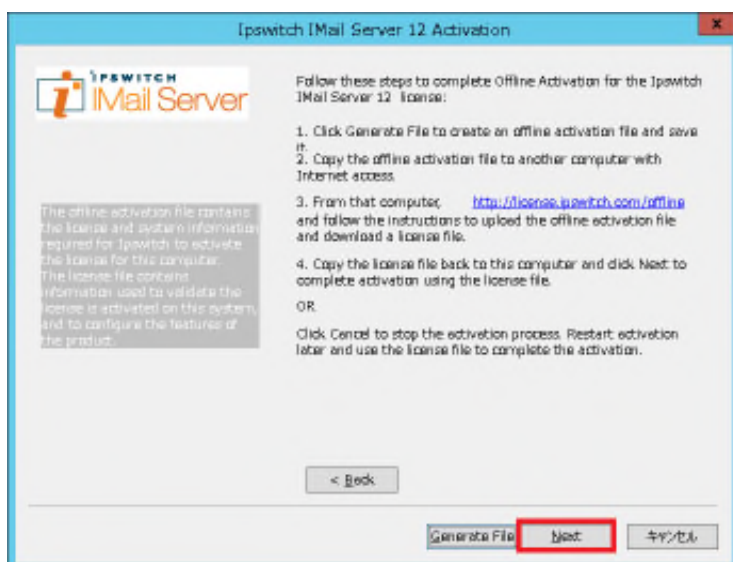 Ipswitch IMail Server 12 Activation
x
IPSWITCH
IMail Server
Follow these steps to complete Offline Activation for the Ipswitch
IMail Server 12 license:
1. Click Generate File to create an offline activation file and save
it.
2. Copy the offline activation file to another computer with
Internet access.
3. From that computer, http://license.ipswitch.com/offline
and follow the instructions to upload the offline activation file
and download a license file.
4. Copy the license file back to this computer and click Next to
complete activation using the license file.
OR
Click Cancel to stop the activation process. Restart activation
later and use the license file to complete the activation.
The offline activation file contains
the license and system information
required for Ipswitch to activate
the license for this computer.
The license file contains
information used to validate the
license is activated on this system,
and to configure the features of
the product.
< Back
Generate File
Next
キャンセル